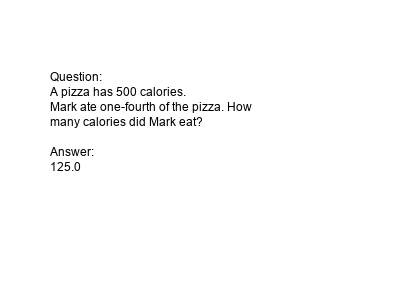 Question:
A pizza has 500 calories.
Mark ate one-fourth of the pizza. How
many calories did Mark eat?
Answer:
125.0